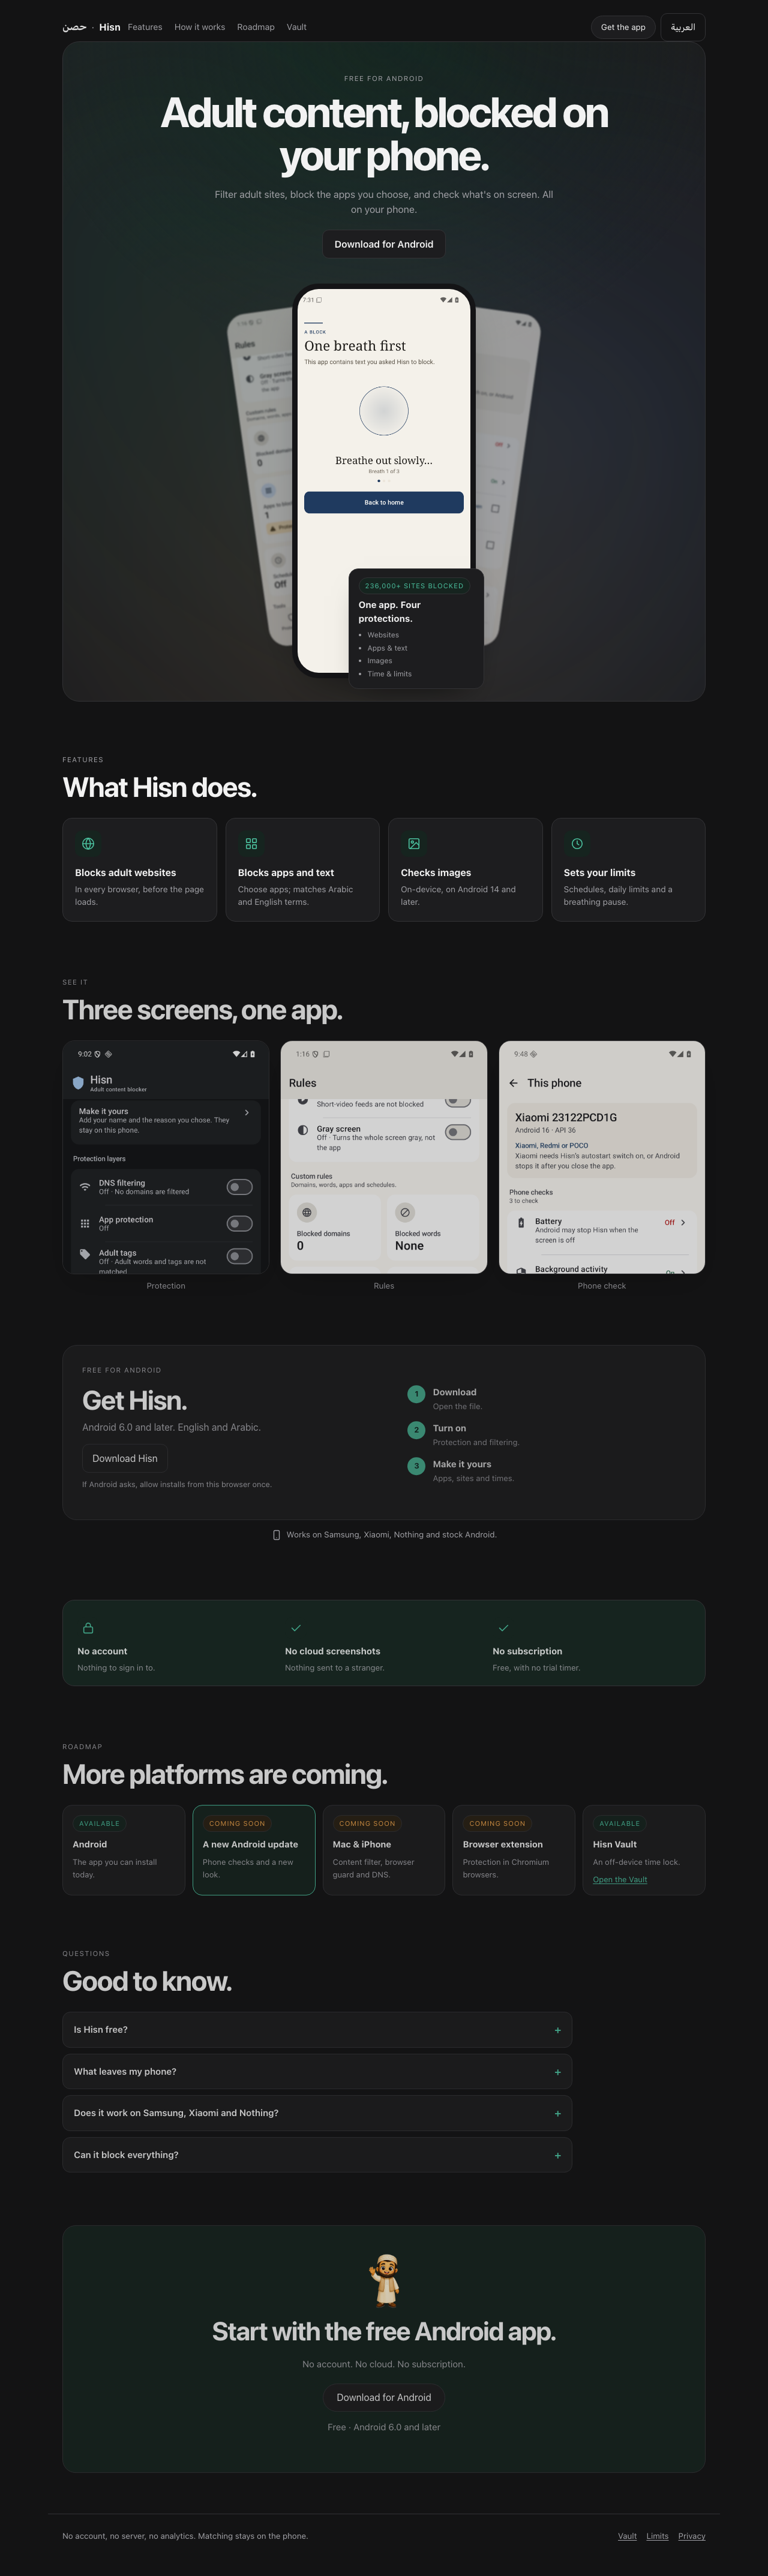 حصن · Hisn Features How it works Roadmap Vault Get the app العربية
FREE FOR ANDROID
Adult content, blocked on
your phone.
Filter adult sites, block the apps you choose, and check what's on screen. All
on your phone.
Download for Android
7:31
A BLOCK
One breath first
This app contains text you asked Hisn to block.
Breathe out slowly...
Breath 1 of 3
Back to home
Rules
Gray screen
Custom rules
0
1
Schedules
Off
236,000+ SITES BLOCKED
One app. Four
protections.
• Websites
• Apps & text
• Images
• Time & limits
FEATURES
What Hisn does.
Blocks adult websites
In every browser, before the page
loads.
Blocks apps and text
Choose apps; matches Arabic
and English terms.
Checks images
On-device, on Android 14 and
later.
Sets your limits
Schedules, daily limits and a
breathing pause.
SEE IT
Three screens, one app.
9:02
Hisn
Adult content blocker
Make it yours
Add your name and the reason you chose. They
stay on this phone.
Protection layers
DNS filtering
Off · No domains are filtered
App protection
Off
Adult tags
Off · Adult words and tags are not
matched
Protection
1:16
Rules
Short-video feeds are not blocked
Gray screen
Off · Turns the whole screen gray, not
the app
Custom rules
Domains, words, apps and schedules.
Blocked domains
0
Blocked words
None
Rules
9:48
This phone
Xiaomi 23122PCD1G
Android 16 · API 36
Xiaomi, Redmi or POCO
Xiaomi needs Hisn's autostart switch on, or Android
stops it after you close the app.
Phone checks
3 to check
Battery
Android may stop Hisn when the
screen is off
Off
Background activity
On
Phone check
FREE FOR ANDROID
Get Hisn.
Android 6.0 and later. English and Arabic.
Download Hisn
If Android asks, allow installs from this browser once.
1 Download
Open the file.
2 Turn on
Protection and filtering.
3 Make it yours
Apps, sites and times.
Works on Samsung, Xiaomi, Nothing and stock Android.
No account
Nothing to sign in to.
No cloud screenshots
Nothing sent to a stranger.
No subscription
Free, with no trial timer.
ROADMAP
More platforms are coming.
AVAILABLE
Android
The app you can install
today.
COMING SOON
A new Android update
Phone checks and a new
look.
COMING SOON
Mac & iPhone
Content filter, browser
guard and DNS.
COMING SOON
Browser extension
Protection in Chromium
browsers.
AVAILABLE
Hisn Vault
An off-device time lock.
Open the Vault
QUESTIONS
Good to know.
Is Hisn free? +
What leaves my phone? +
Does it work on Samsung, Xiaomi and Nothing? +
Can it block everything? +
Start with the free Android app.
No account. No cloud. No subscription.
Download for Android
Free · Android 6.0 and later
No account, no server, no analytics. Matching stays on the phone.
Vault Limits Privacy